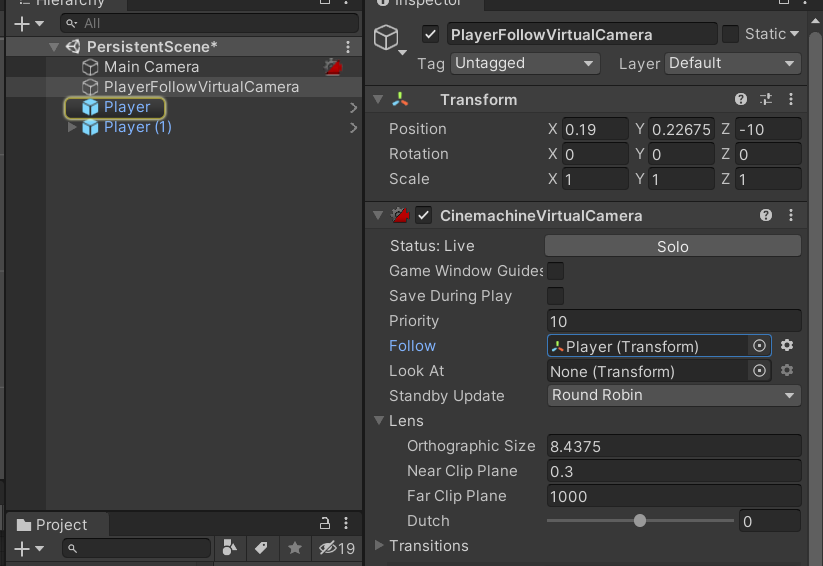 Hierarchy
Inspector
All
PersistentScene*
Main Camera
PlayerFollowVirtualCamera
Player
Player (1)
Project
19
PlayerFollowVirtualCamera
Static
Tag Untagged Layer Default
Transform
Position X 0.19 Y 0.22675 Z -10
Rotation X 0 Y 0 Z 0
Scale X 1 Y 1 Z 1
CinemachineVirtualCamera
Status: Live Solo
Game Window Guides
Save During Play
Priority 10
Follow Player (Transform)
Look At None (Transform)
Standby Update Round Robin
Lens
Orthographic Size 8.4375
Near Clip Plane 0.3
Far Clip Plane 1000
Dutch 0
Transitions